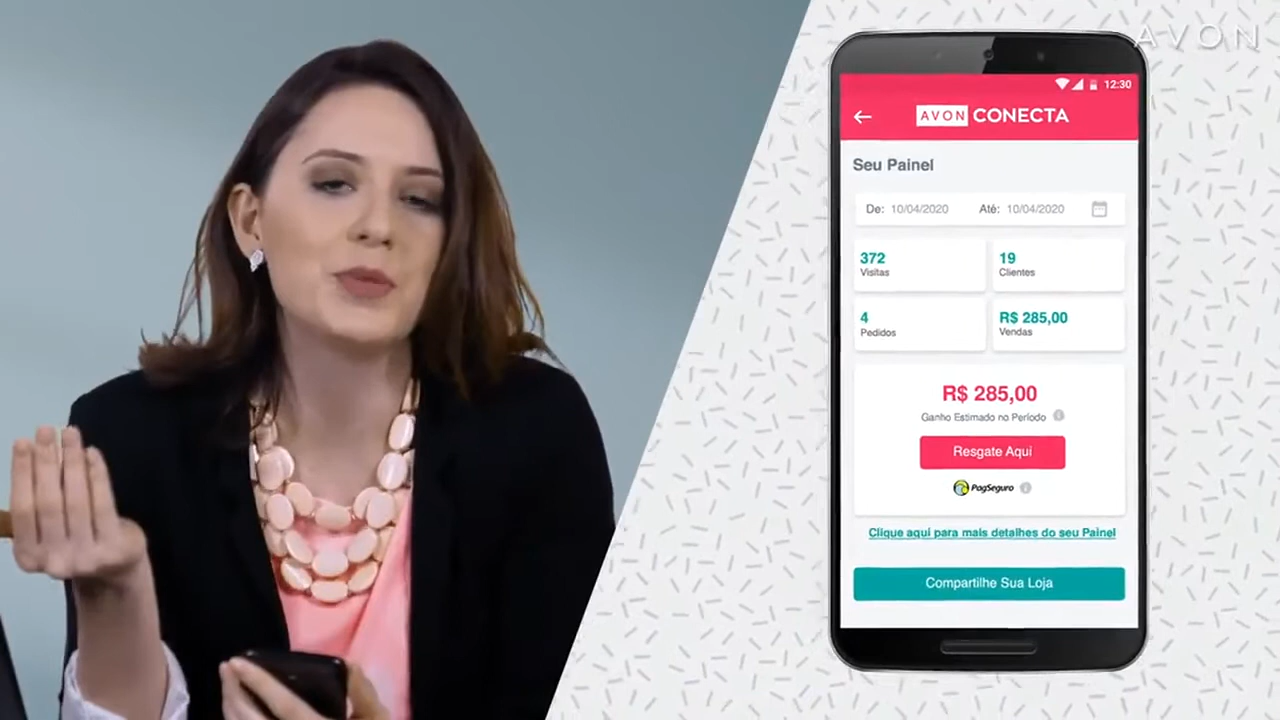 AVON
12:30
AVON CONECTA
Seu Painel
De: 10/04/2020 Até: 10/04/2020
372
Visitas
19
Clientes
4
Pedidos
R$ 285,00
Vendas
R$ 285,00
Ganho Estimado no Período
Resgate Aqui
PagSeguro
Clique aqui para mais detalhes do seu Painel
Compartilhe Sua Loja